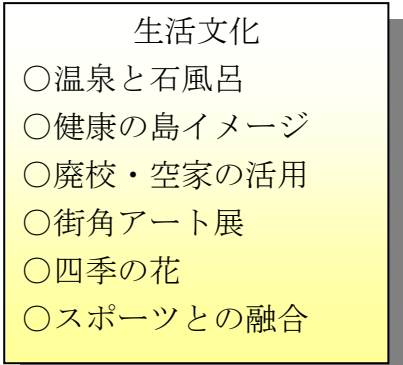 生活文化
○温泉と石風呂
○健康の島イメージ
○廃校・空家の活用
○街角アート展
○四季の花
○スポーツとの融合